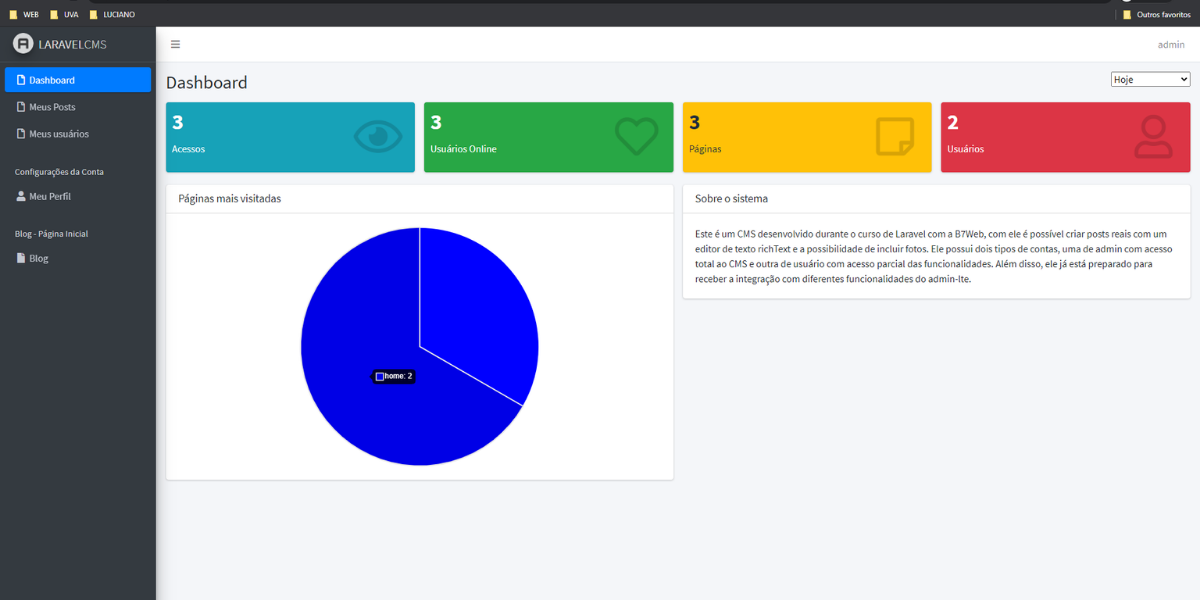 WEB UVA LUCIANO Outros favoritos
LARAVELCMS
admin
Dashboard
Meus Posts
Meus usuários
Configurações da Conta
Meu Perfil
Blog - Página Inicial
Blog
Dashboard
Hoje
3
Acessos
3
Usuários Online
3
Páginas
2
Usuários
Páginas mais visitadas
home: 2
Sobre o sistema
Este é um CMS desenvolvido durante o curso de Laravel com a B7Web, com ele é possível criar posts reais com um
editor de texto richText e a possibilidade de incluir fotos. Ele possui dois tipos de contas, uma de admin com acesso
total ao CMS e outra de usuário com acesso parcial das funcionalidades. Além disso, ele já está preparado para
receber a integração com diferentes funcionalidades do admin-lte.